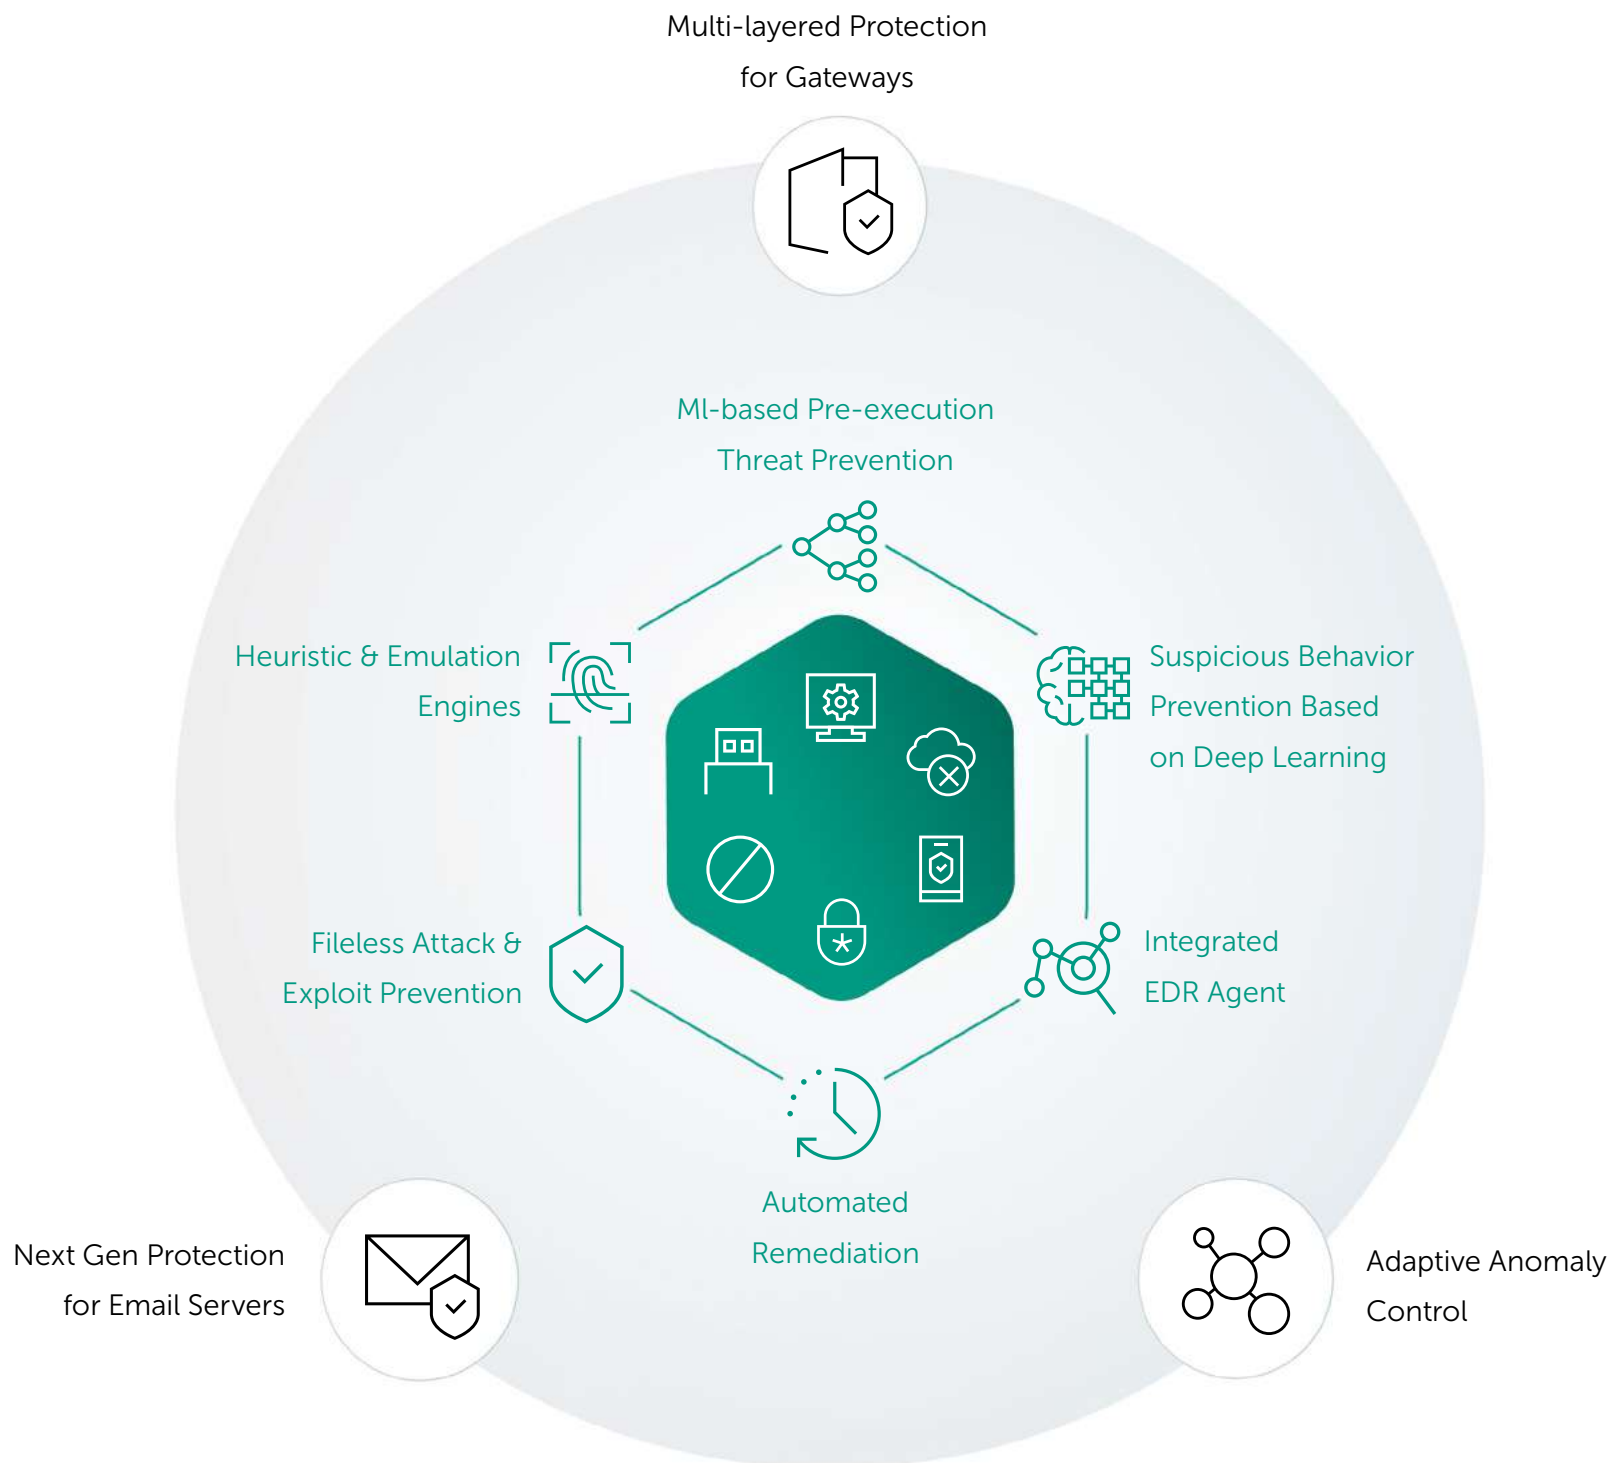 Multi-layered Protection
for Gateways
Ml-based Pre-execution
Threat Prevention
Heuristic & Emulation
Engines
Suspicious Behavior
Prevention Based
on Deep Learning
Fileless Attack &
Exploit Prevention
Integrated
EDR Agent
Automated
Remediation
Next Gen Protection
for Email Servers
Adaptive Anomaly
Control